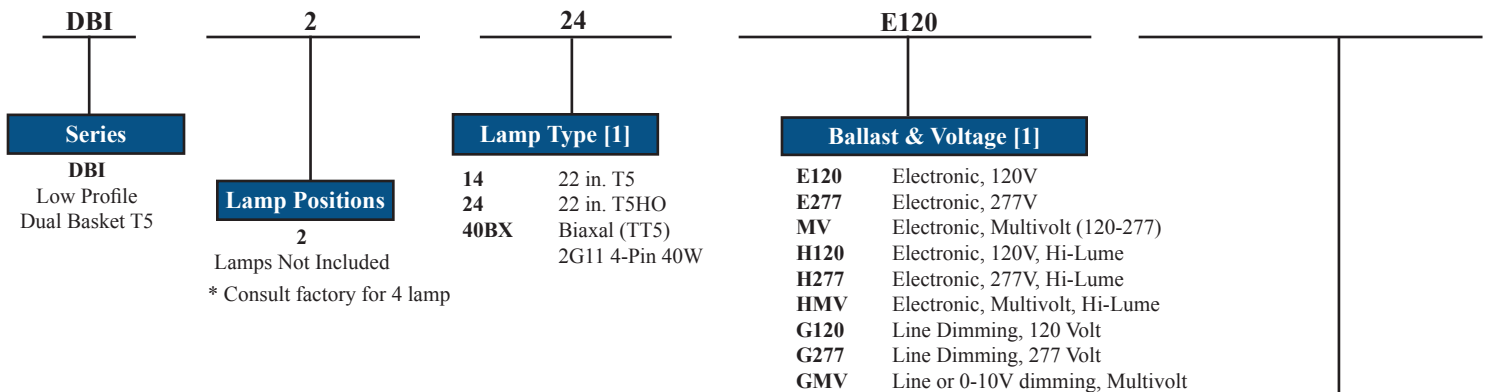 DBI 2 24 E120
Series
DBI
Low Profile
Dual Basket T5
Lamp Positions
2
Lamps Not Included
* Consult factory for 4 lamp
Lamp Type [1]
14 22 in. T5
24 22 in. T5HO
40BX Biaxal (TT5)
2G11 4-Pin 40W
Ballast & Voltage [1]
E120 Electronic, 120V
E277 Electronic, 277V
MV Electronic, Multivolt (120-277)
H120 Electronic, 120V, Hi-Lume
H277 Electronic, 277V, Hi-Lume
HMV Electronic, Multivolt, Hi-Lume
G120 Line Dimming, 120 Volt
G277 Line Dimming, 277 Volt
GMV Line or 0-10V dimming, Multivolt